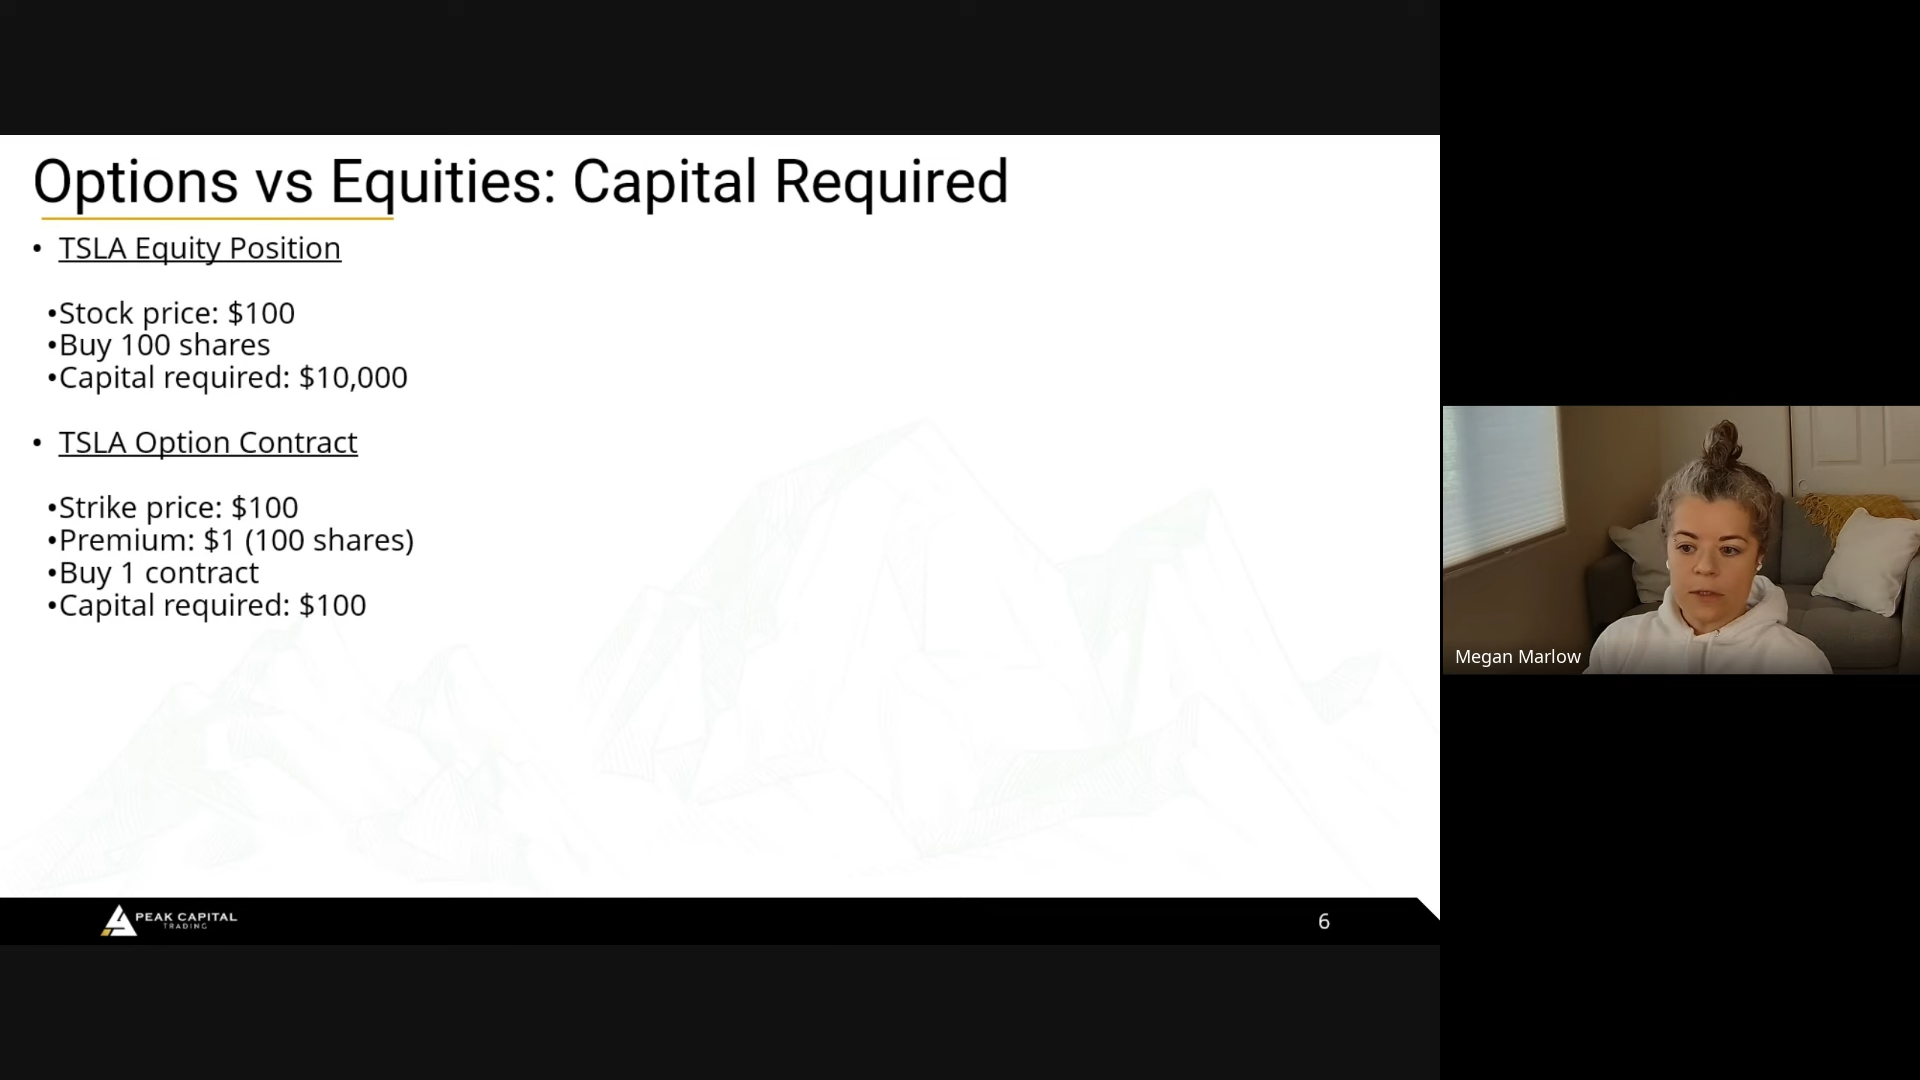 Options vs Equities: Capital Required
• TSLA Equity Position
•Stock price: $100
•Buy 100 shares
•Capital required: $10,000
• TSLA Option Contract
•Strike price: $100
•Premium: $1 (100 shares)
•Buy 1 contract
•Capital required: $100
PEAK CAPITAL
TRADING
6
Megan Marlow